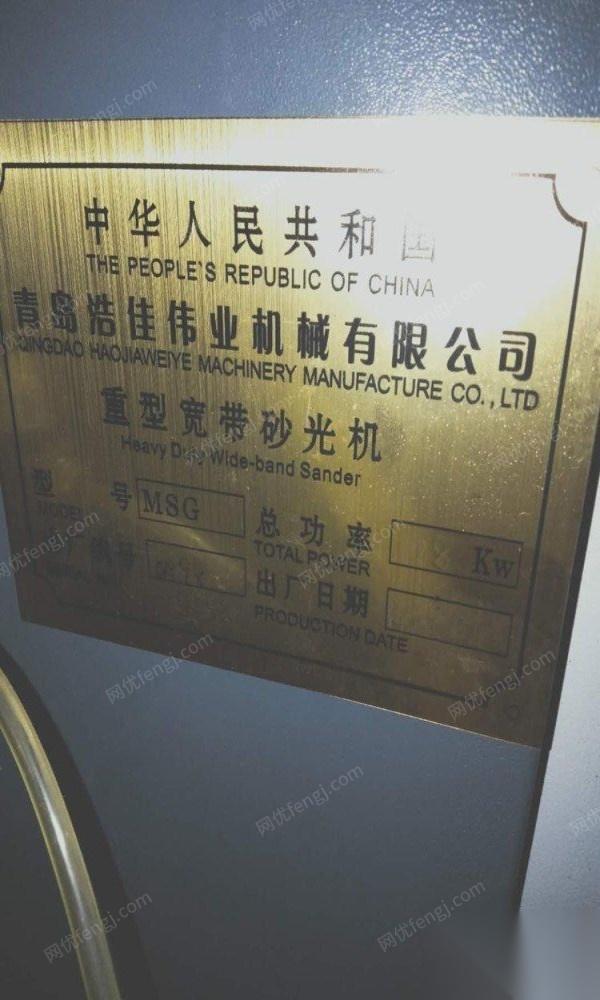 中华人民共和国
THE PEOPLE'S REPUBLIC OF CHINA
青岛浩佳伟业机械有限公司
QINGDAO HAOJIAWEIYE MACHINERY MANUFACTURE CO.,LTD
重型宽带砂光机
Heavy Duty Wide-band Sander
型号 MSG 总功率 Kw
MODEL TOTAL POWER
出厂日期
PRODUCTION DATE
网优fengj.com